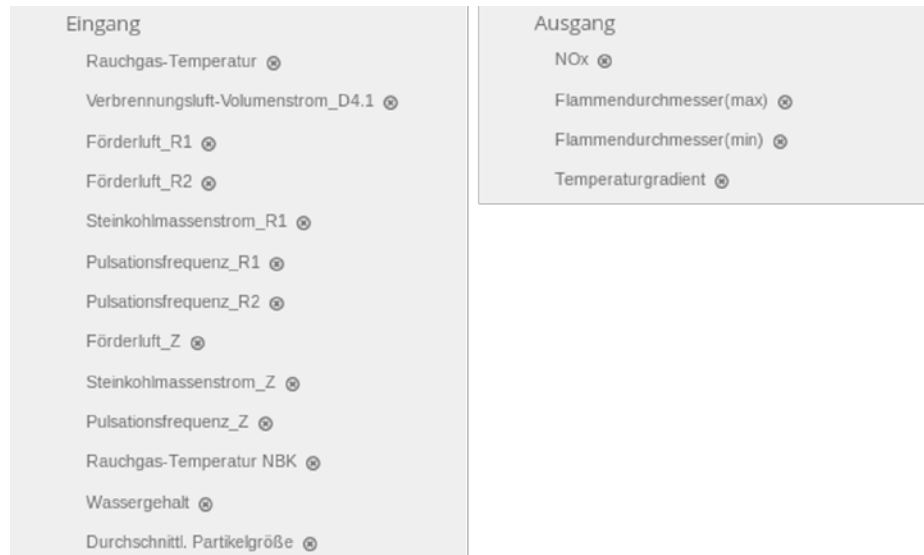 Eingang
Rauchgas-Temperatur
Verbrennungsluft-Volumenstrom_D4.1
Förderluft_R1
Förderluft_R2
Steinkohlmassenstrom_R1
Pulsationsfrequenz_R1
Pulsationsfrequenz_R2
Förderluft_Z
Steinkohlmassenstrom_Z
Pulsationsfrequenz_Z
Rauchgas-Temperatur NBK
Wassergehalt
Durchschnittl. Partikelgröße
Ausgang
NOx
Flammendurchmesser(max)
Flammendurchmesser(min)
Temperaturgradient